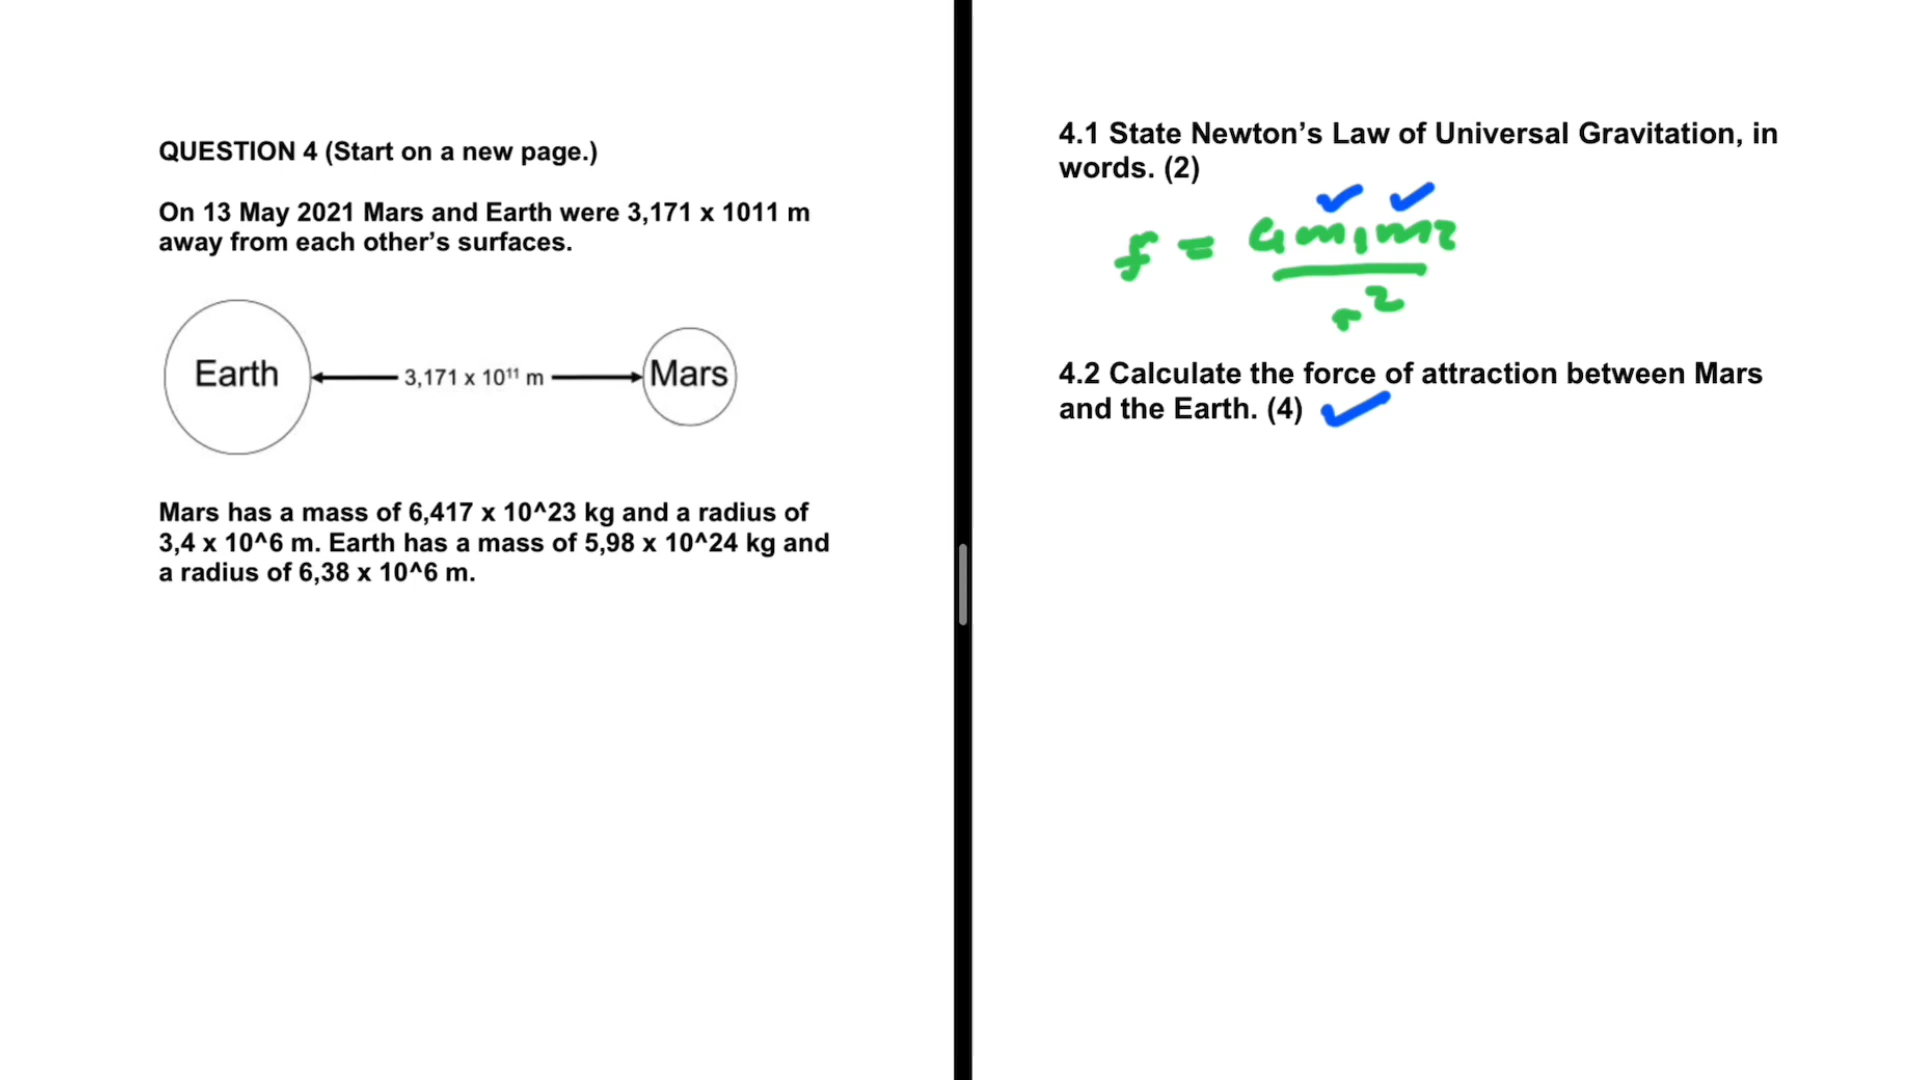 QUESTION 4 (Start on a new page.)
On 13 May 2021 Mars and Earth were 3,171 x 1011 m
away from each other’s surfaces.
Earth
3,171 x 10¹¹ m
Mars
Mars has a mass of 6,417 x 10^23 kg and a radius of
3,4 x 10^6 m. Earth has a mass of 5,98 x 10^24 kg and
a radius of 6,38 x 10^6 m.
4.1 State Newton’s Law of Universal Gravitation, in
words. (2)
f = Gm₁m₂
r²
4.2 Calculate the force of attraction between Mars
and the Earth. (4)